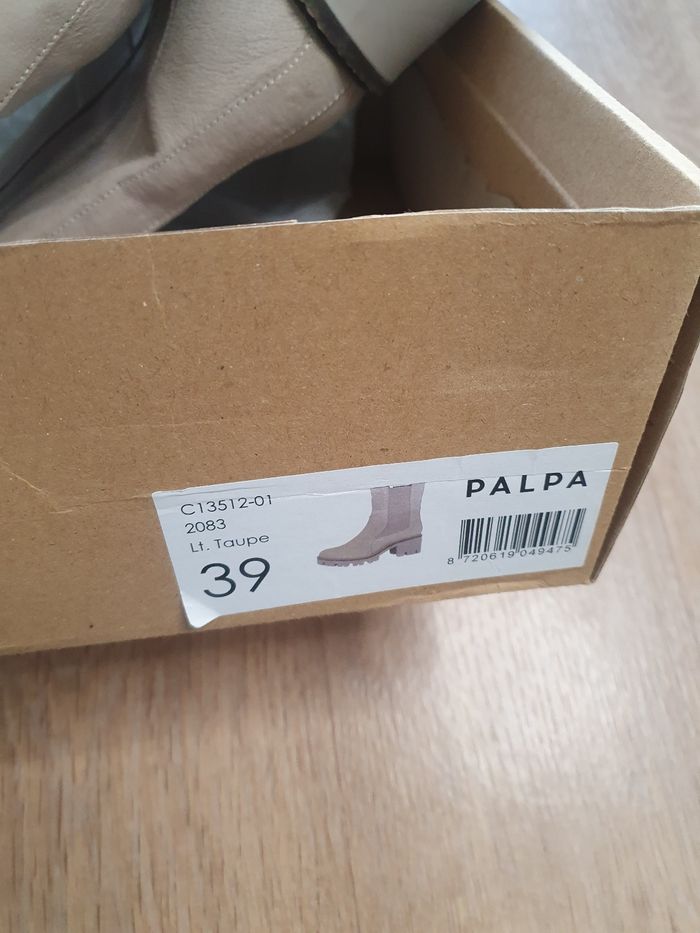 C13512-01
2083
Lt. Taupe
39
PALPA
8 720619 049475